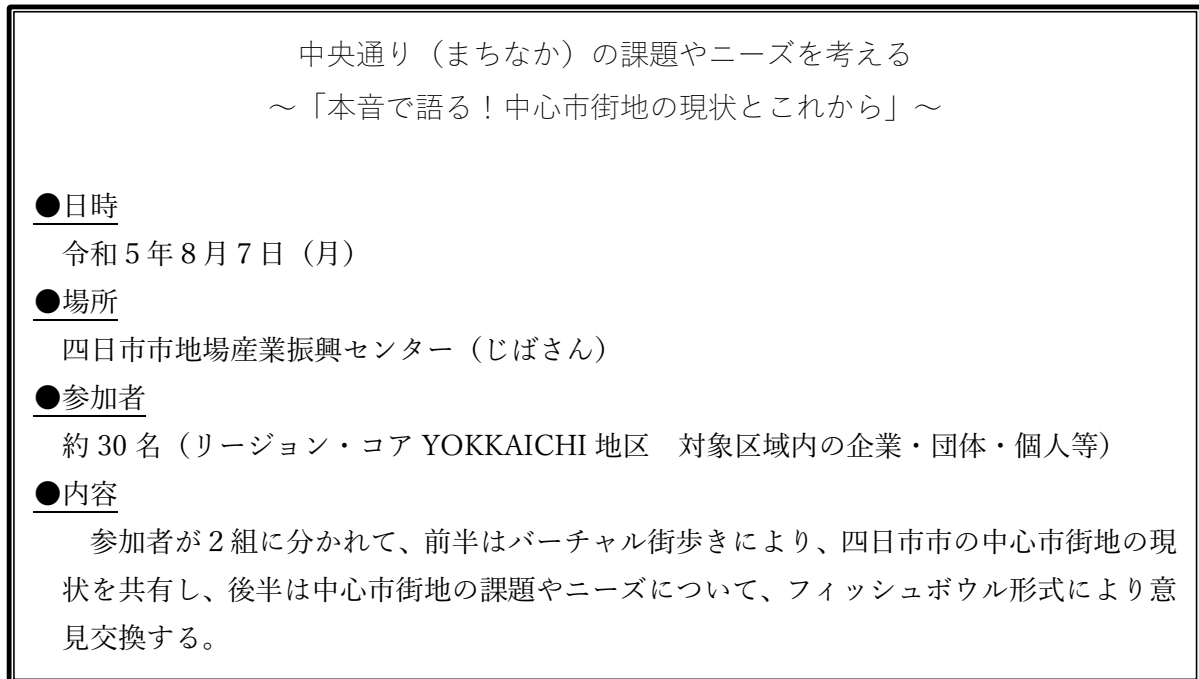 中央通り（まちなか）の課題やニーズを考える
～「本音で語る！中心市街地の現状とこれから」～
●日時
令和５年８月７日（月）
●場所
四日市市地場産業振興センター（じばさん）
●参加者
約 30 名（リージョン・コア YOKKAICHI 地区　対象区域内の企業・団体・個人等）
●内容
参加者が２組に分かれて、前半はバーチャル街歩きにより、四日市市の中心市街地の現
状を共有し、後半は中心市街地の課題やニーズについて、フィッシュボウル形式により意
見交換する。